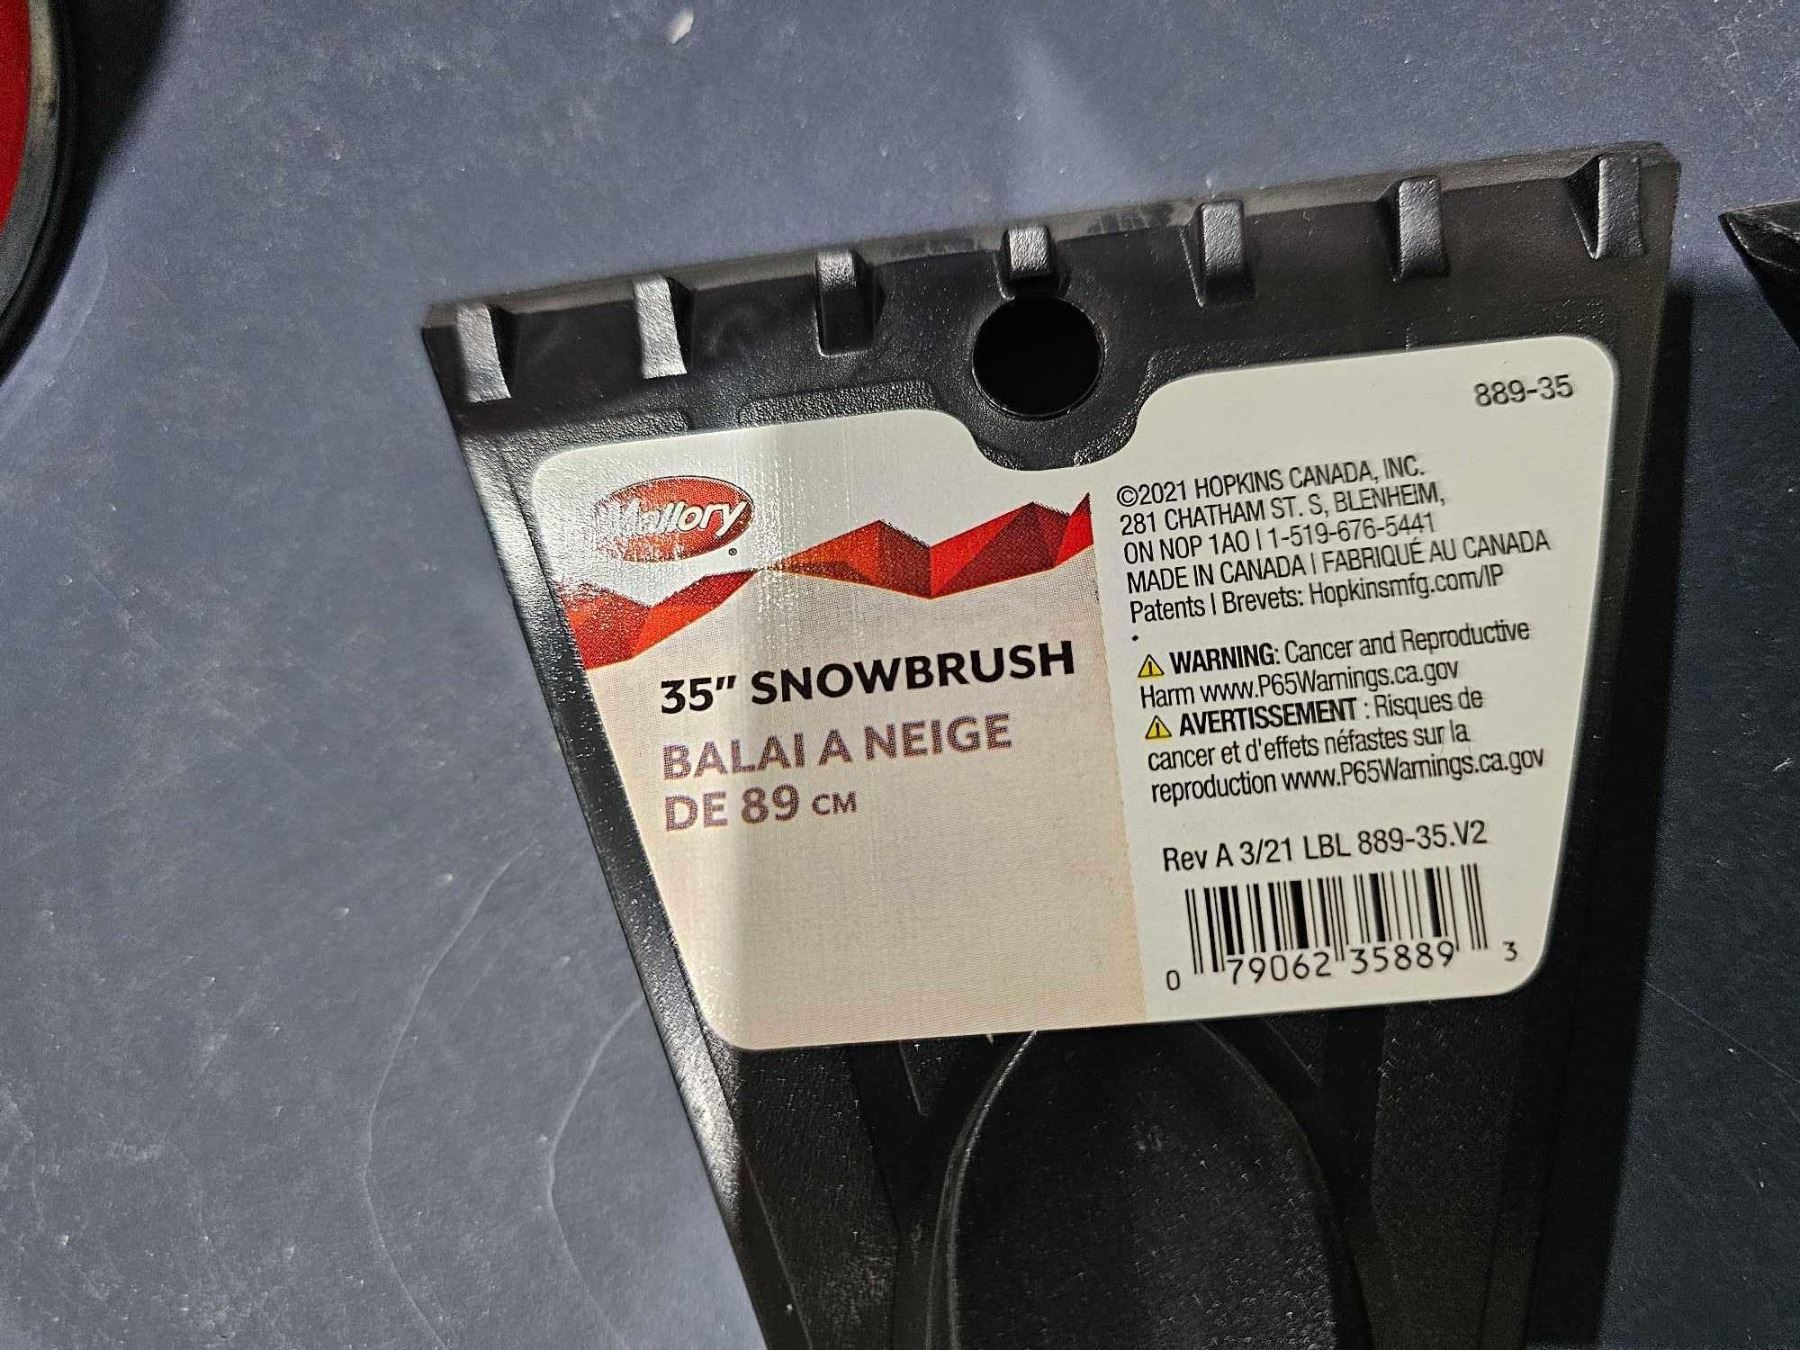 889-35
Mallory
35" SNOWBRUSH
BALAI A NEIGE
DE 89 CM
©2021 HOPKINS CANADA, INC.
281 CHATHAM ST. S, BLENHEIM,
ON NOP 1AO | 1-519-676-5441
MADE IN CANADA | FABRIQUÉ AU CANADA
Patents | Brevets: Hopkinsmfg.com/IP
WARNING: Cancer and Reproductive
Harm www.P65Warnings.ca.gov
AVERTISSEMENT : Risques de
cancer et d'effets néfastes sur la
reproduction www.P65Warnings.ca.gov
Rev A 3/21 LBL 889-35.V2
0 79062 35889 3